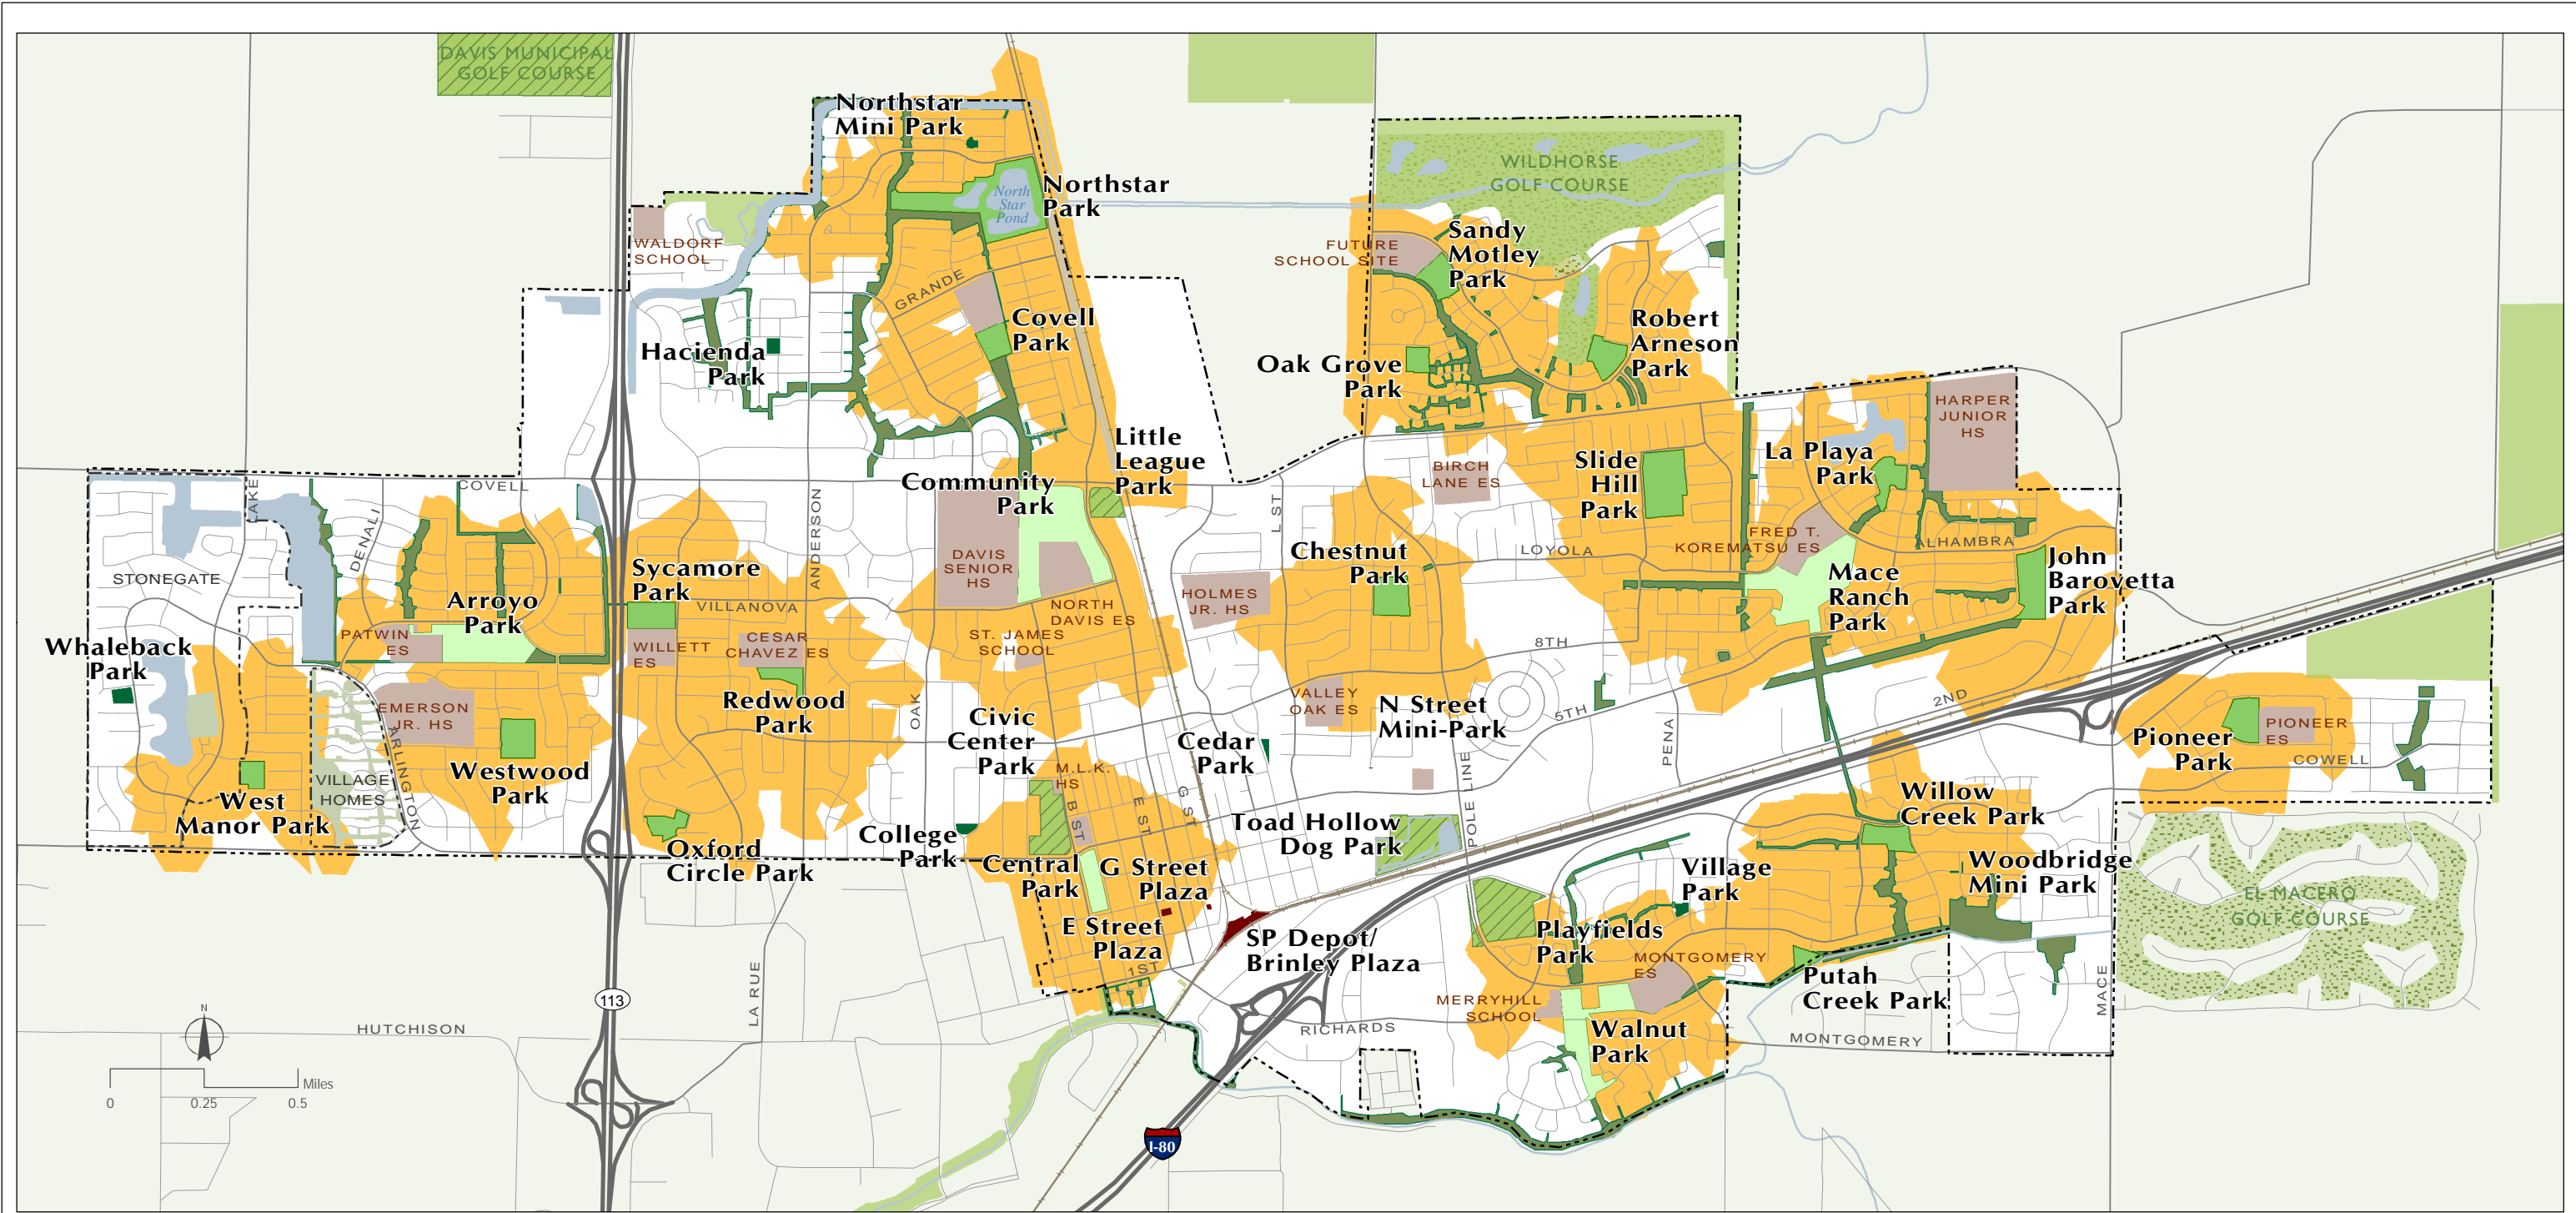 DAVIS MUNICIPAL
GOLF COURSE
Northstar
Mini Park
Northstar
Park
North
Star
Pond
WILDHORSE
GOLF COURSE
WALDORF
SCHOOL
FUTURE
SCHOOL SITE
Sandy
Motley
Park
GRANDE
Covell
Park
Hacienda
Park
Oak Grove
Park
Robert
Arneson
Park
HARPER
JUNIOR
HS
Little
League
Park
Community
Park
BIRCH
LANE ES
Slide
Hill
Park
La Playa
Park
COVELL
LAKE
DENALI
ANDERSON
L ST
DAVIS
SENIOR
HS
FRED T.
KOREMATSU ES
ALHAMBRA
LOYOLA
Chestnut
Park
STONEGATE
Sycamore
Park
VILLANOVA
Arroyo
Park
HOLMES
JR. HS
NORTH
DAVIS ES
Mace
Ranch
Park
John
Barovetta
Park
PATWIN
ES
WILLETT
ES
CESAR
CHAVEZ ES
ST. JAMES
SCHOOL
8TH
Whaleback
Park
EMERSON
JR. HS
Redwood
Park
OAK
VALLEY
OAK ES
N Street
Mini-Park
5TH
PENA
2ND
Civic
Center
Park
Cedar
Park
Pioneer
Park
PIONEER
ES
COWELL
ARLINGTON
VILLAGE
HOMES
Westwood
Park
West
Manor Park
M.L.K.
HS
B ST
E ST
G ST
POLE LINE
Willow
Creek Park
Oxford
Circle Park
College
Park
Central
Park
G Street
Plaza
Toad Hollow
Dog Park
Village
Park
Woodbridge
Mini Park
EL MACERO
GOLF COURSE
E Street
Plaza
SP Depot/
Brinley Plaza
Playfields
Park
MONTGOMERY
ES
1ST
LA RUE
Putah
Creek Park
MACE
MERRYHILL
SCHOOL
113
HUTCHISON
RICHARDS
Walnut
Park
MONTGOMERY
N
Miles
0
0.25
0.5
I-80